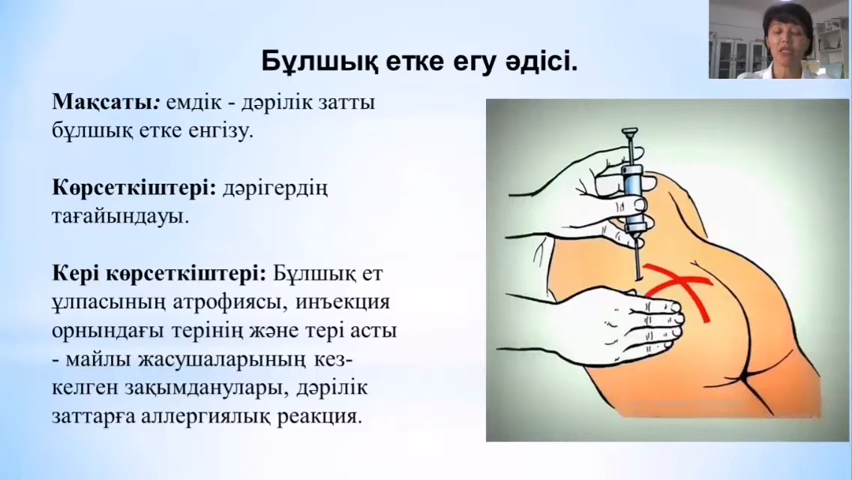 Бұлшық етке егу әдісі.
Мақсаты: емдік - дәрілік затты
бұлшық етке енгізу.
Көрсеткіштері: дәрігердің
тағайындауы.
Кері көрсеткіштері: Бұлшық ет
ұлпасының атрофиясы, инъекция
орнындағы терінің және тері асты
- майлы жасушаларының кез-
келген зақымданулары, дәрілік
заттарға аллергиялық реакция.